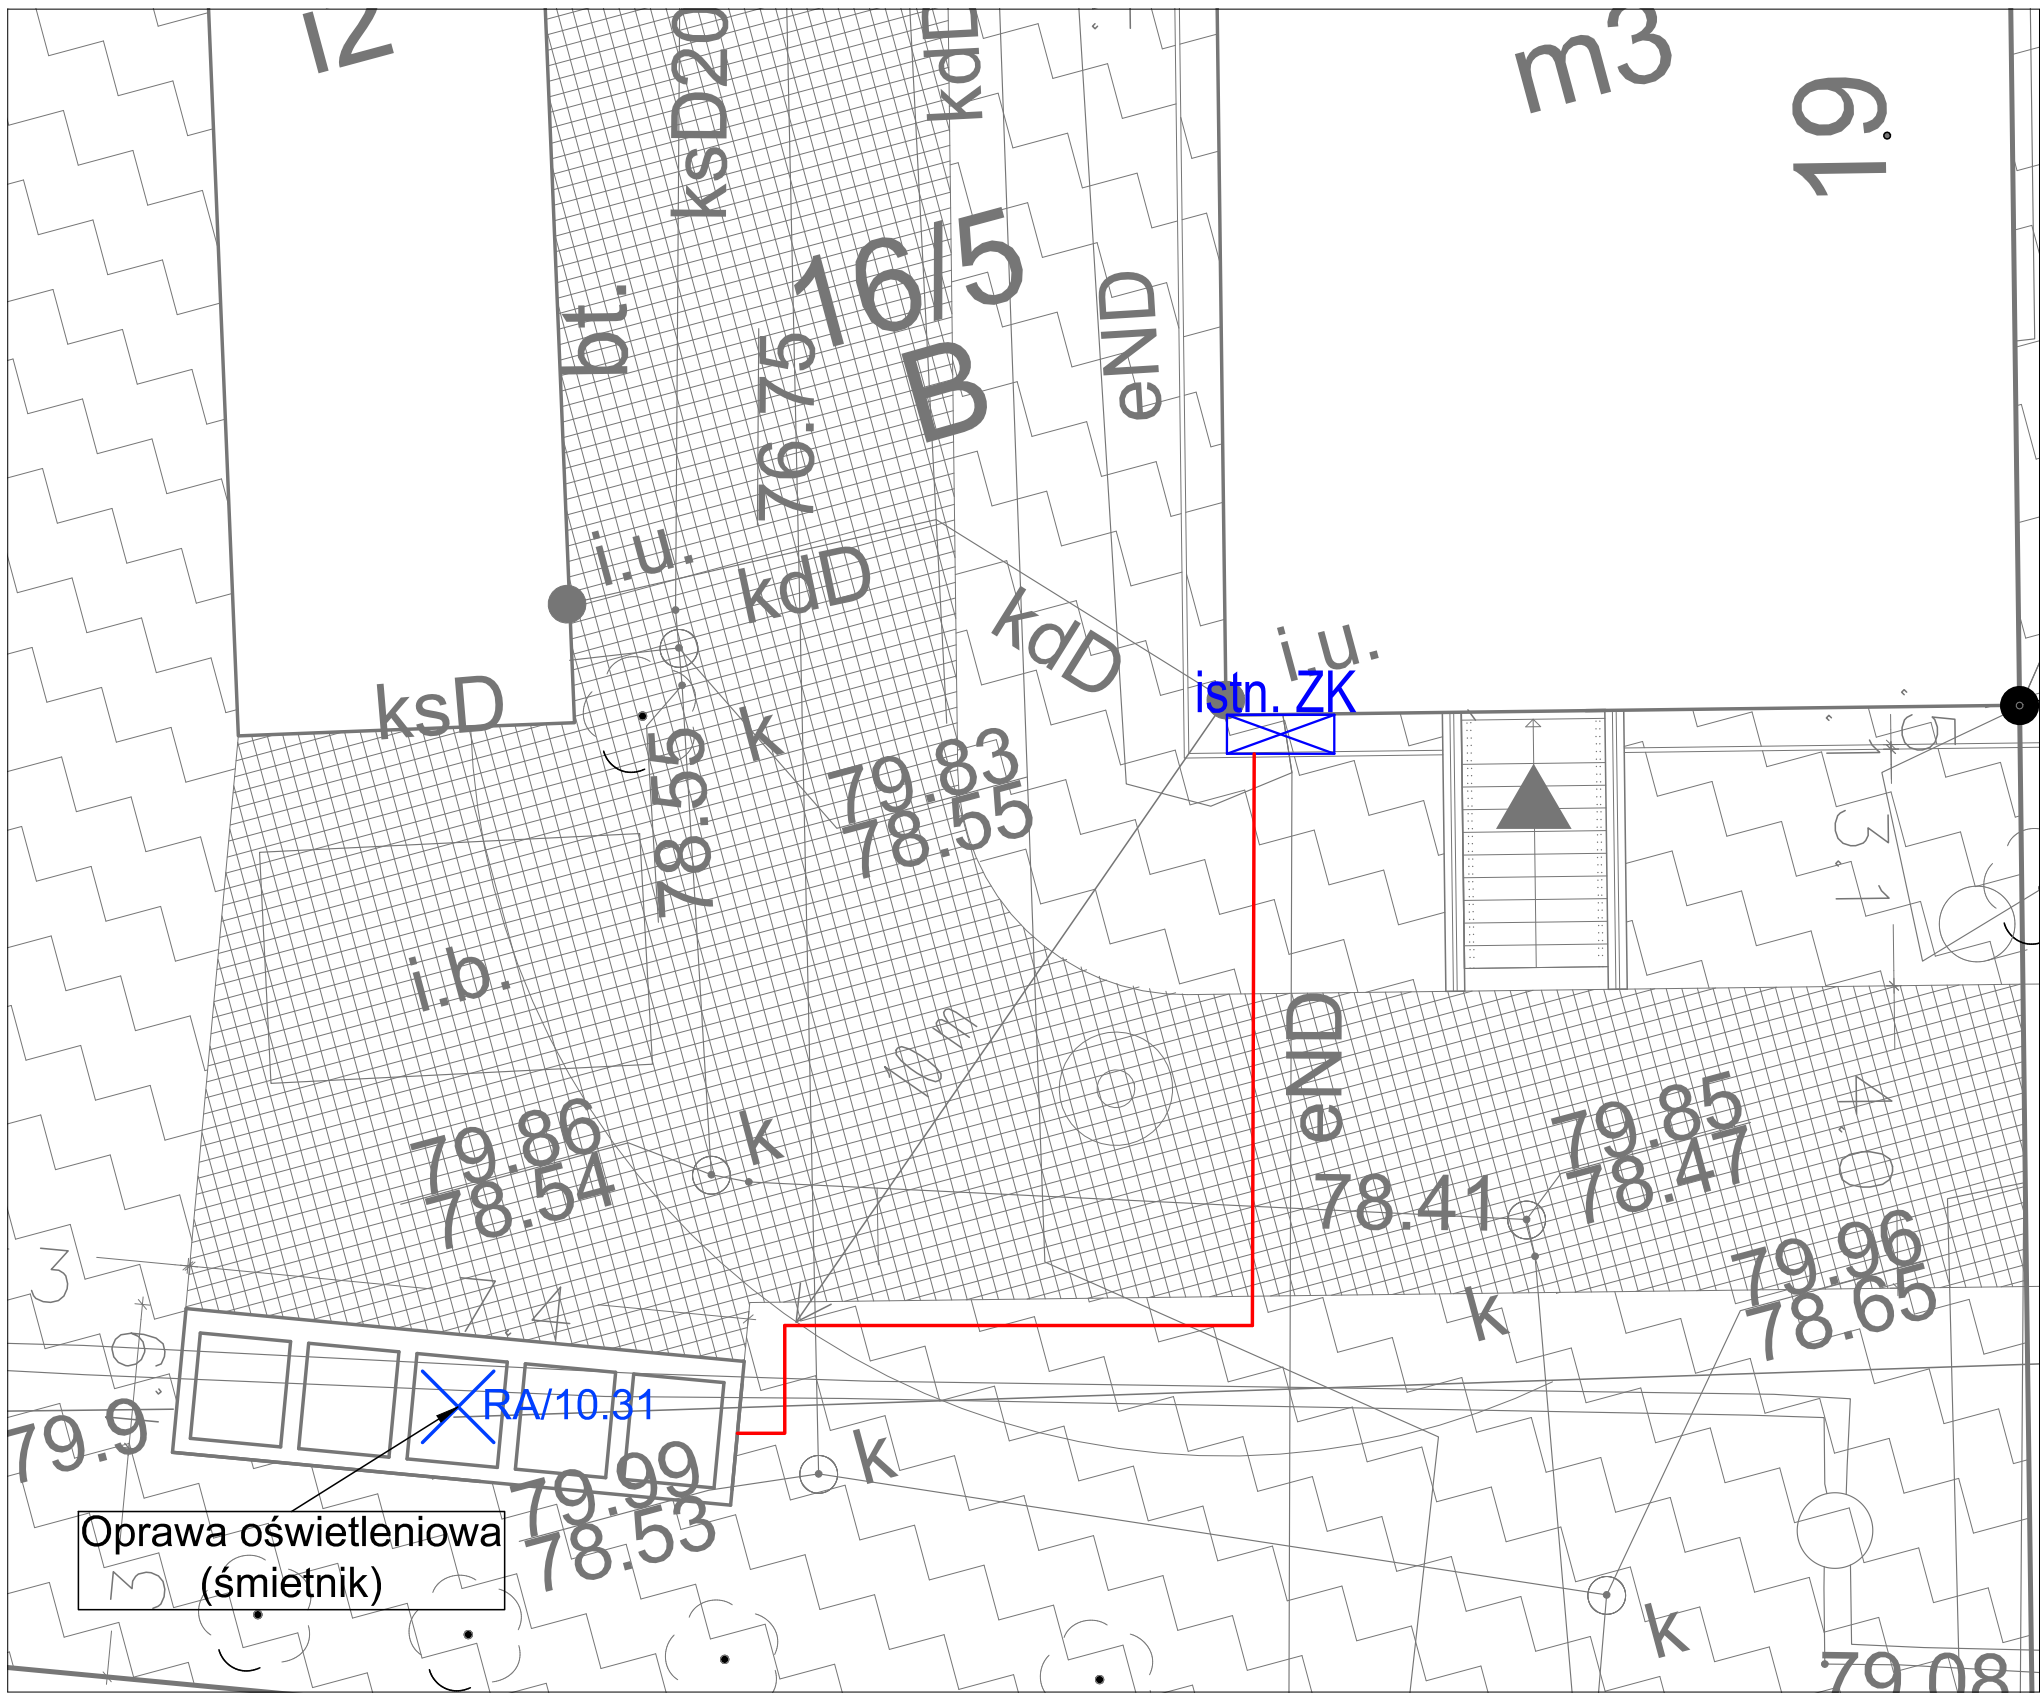 i2
ksD20
kdD
m3
19
16/5
B
eND
pt.
76.75
i.u.
kdD
kdD
i.u.
istn. ZK
ksD
k
78.55
79.83
78.55
i.b.
10 m
eND
79.86
78.54
k
79.85
78.47
78.41
79.96
78.65
k
RA/10.31
79.9
k
79.99
78.53
Oprawa oświetleniowa
(śmietnik)
k
79.08